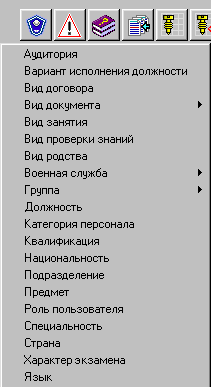 Аудитория
Вариант исполнения должности
Вид договора
Вид документа
Вид занятия
Вид проверки знаний
Вид родства
Военная служба
Группа
Должность
Категория персонала
Квалификация
Национальность
Подразделение
Предмет
Роль пользователя
Специальность
Страна
Характер экзамена
Язык